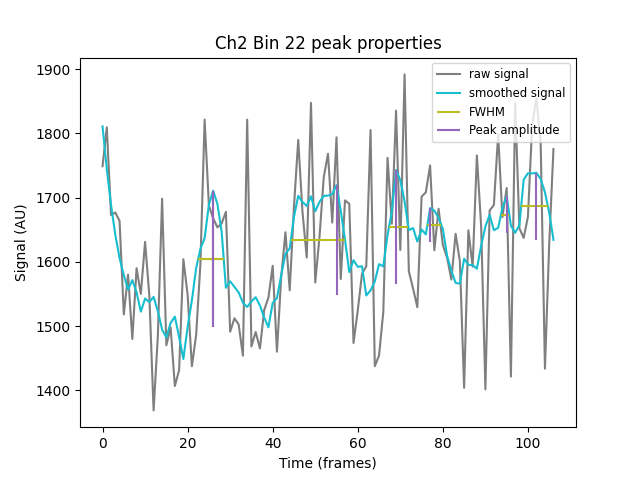 Ch2 Bin 22 peak properties
raw signal
smoothed signal
FWHM
Peak amplitude
Signal (AU)
1900
1800
1700
1600
1500
1400
0 20 40 60 80 100
Time (frames)